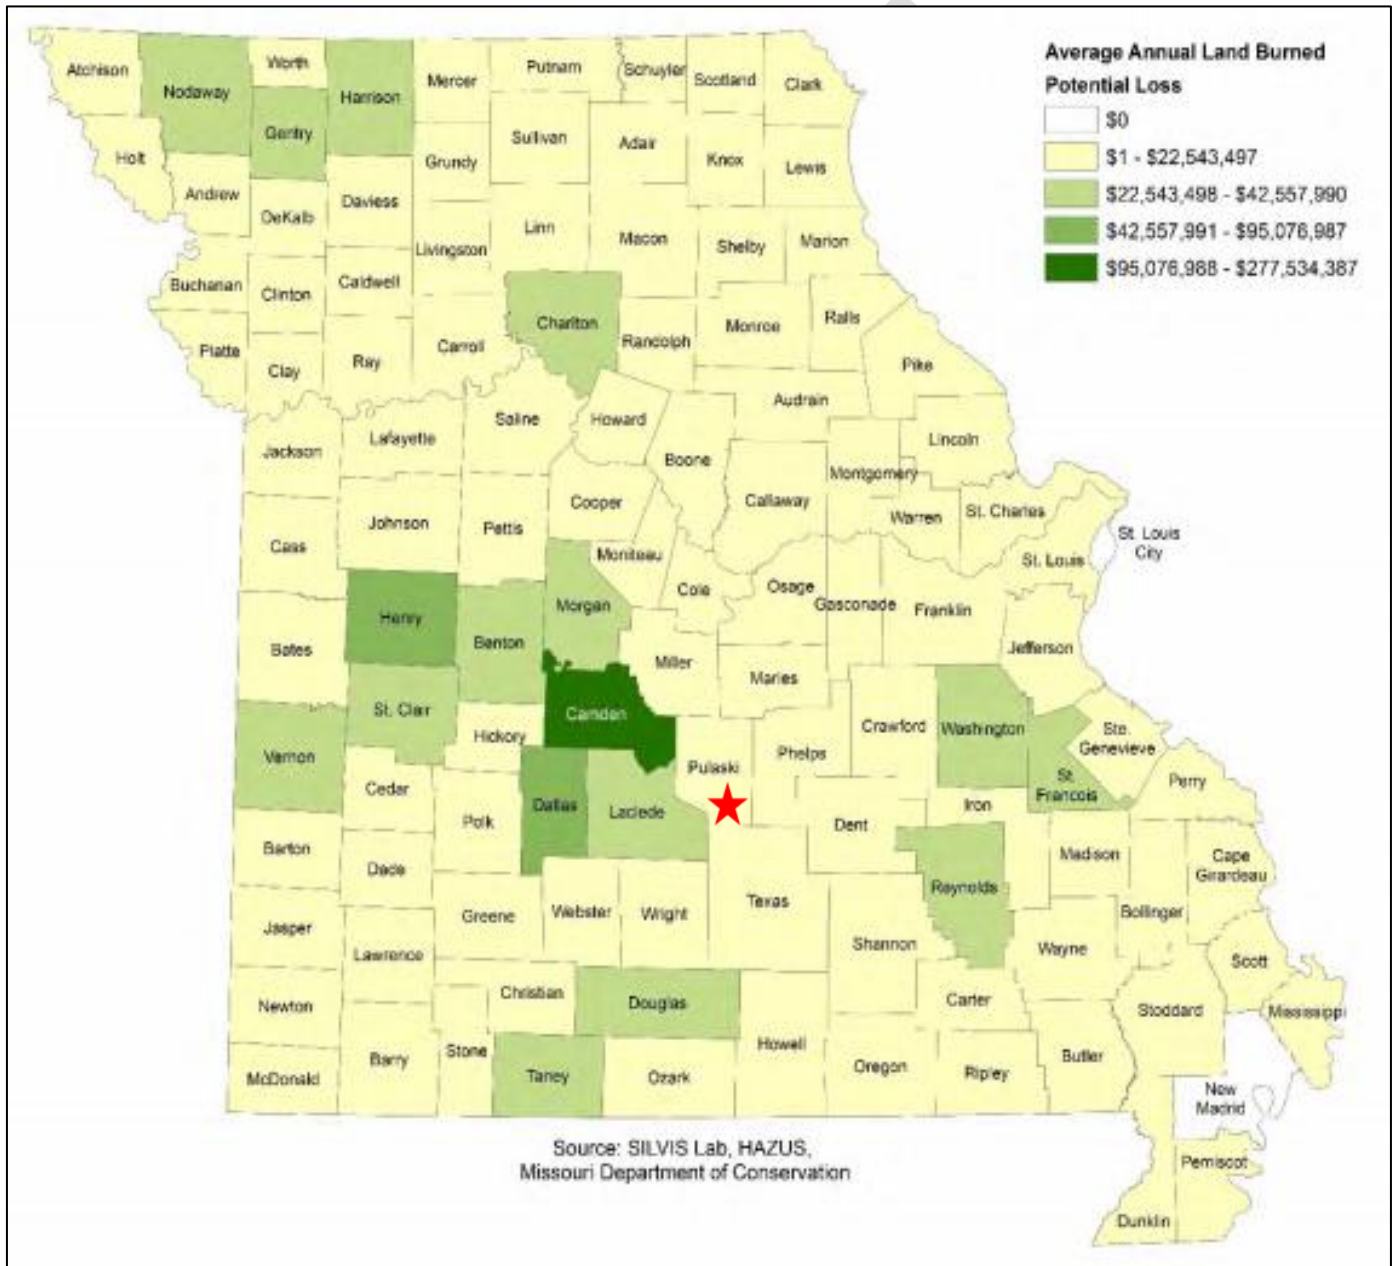 Average Annual Land Burned
Potential Loss
$0
$1 - $22,543,497
$22,543,498 - $42,557,990
$42,557,991 - $95,076,987
$95,076,988 - $277,534,387
Atchison
Nodaway
Worth
Harrison
Mercer
Putnam
Schuyler
Scotland
Clark
Gentry
Holt
Andrew
DeKalb
Daviess
Grundy
Sullivan
Adair
Knox
Lewis
Livingston
Linn
Macon
Shelby
Marion
Buchanan
Clinton
Caldwell
Chariton
Randolph
Monroe
Ralls
Platte
Clay
Ray
Carroll
Pike
Audrain
Saline
Howard
Jackson
Lafayette
Boone
Lincoln
Montgomery
Callaway
Cooper
Johnson
Pettis
Warren
St. Charles
St. Louis
City
Cass
Moniteau
Cole
Osage
St. Louis
Gasconade
Franklin
Morgan
Henry
Benton
Bates
Miller
Maries
Jefferson
St. Clair
Camden
Hickory
Crawford
Washington
Ste.
Genevieve
Vernon
Pulaski
Phelps
St.
Francois
Perry
Cedar
Dallas
Laclede
Iron
Polk
Dent
Barton
Dade
Madison
Cape
Girardeau
Reynolds
Texas
Greene
Webster
Wright
Bollinger
Jasper
Lawrence
Shannon
Wayne
Scott
Newton
Christian
Douglas
Carter
Stoddard
Mississippi
Howell
Barry
Stone
Butler
McDonald
Taney
Ozark
Oregon
Ripley
New
Madrid
Pemiscot
Dunklin
Source: SILVIS Lab, HAZUS,
Missouri Department of Conservation